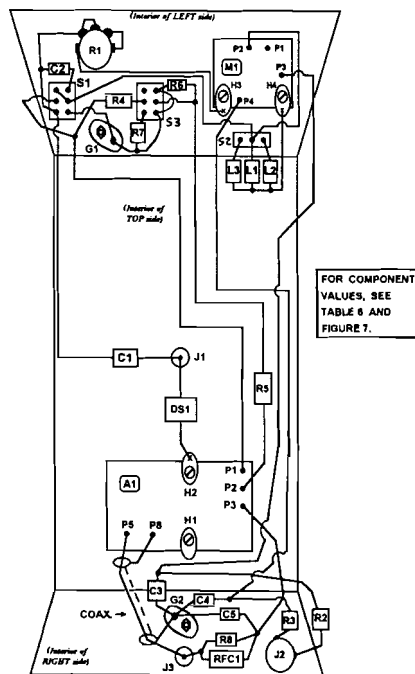 (Interior of LEFT side)
R1
P2
P1
M1
P3
C2
S1
R6
H3
H4
P4
R4
R7
S3
G1
S2
L3
L1
L2
(Interior of
TOP side)
FOR COMPONENT
VALUES, SEE
TABLE 6 AND
FIGURE 7.
C1
J1
R5
DS1
A1
P1
P2
P3
H2
H1
P5
P8
C3
G2
C4
C5
R3
R2
COAX
R8
J2
J3
RFC1
(Interior of
RIGHT side)